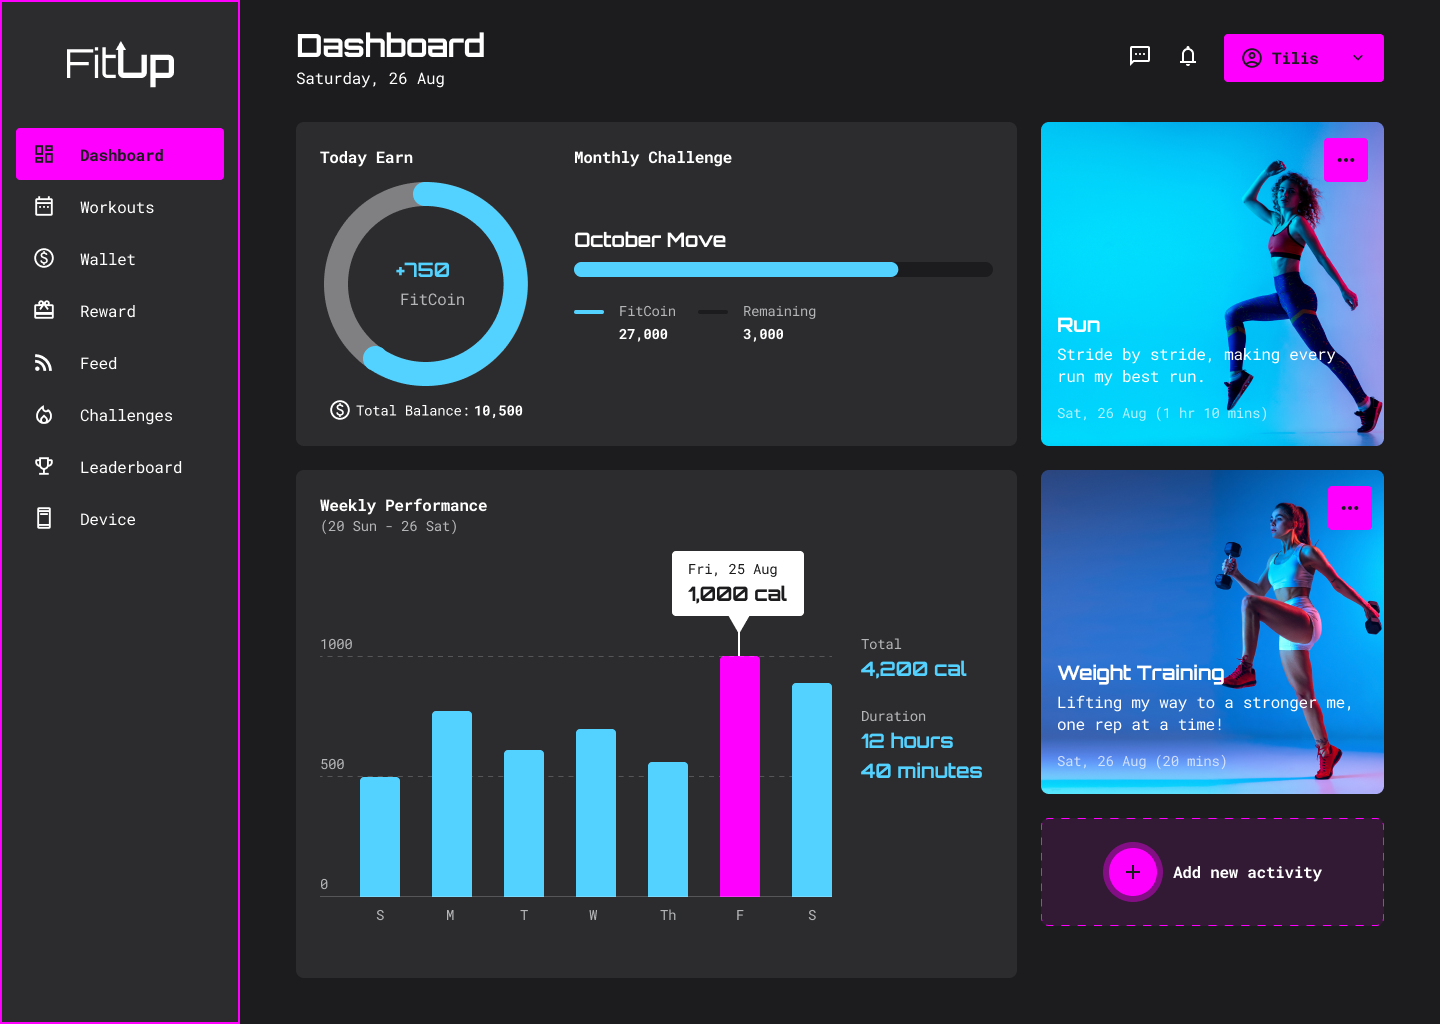 FitUp
Dashboard
Workouts
Wallet
Reward
Feed
Challenges
Leaderboard
Device
Dashboard
Saturday, 26 Aug
Tilis
Today Earn
+750
FitCoin
Total Balance: 10,500
Monthly Challenge
October Move
FitCoin
27,000
Remaining
3,000
Run
Stride by stride, making every
run my best run.
Sat, 26 Aug (1 hr 10 mins)
Weekly Performance
(20 Sun - 26 Sat)
Fri, 25 Aug
1,000 cal
1000
500
0
S
M
T
W
Th
F
S
Total
4,200 cal
Duration
12 hours
40 minutes
Weight Training
Lifting my way to a stronger me,
one rep at a time!
Sat, 26 Aug (20 mins)
Add new activity